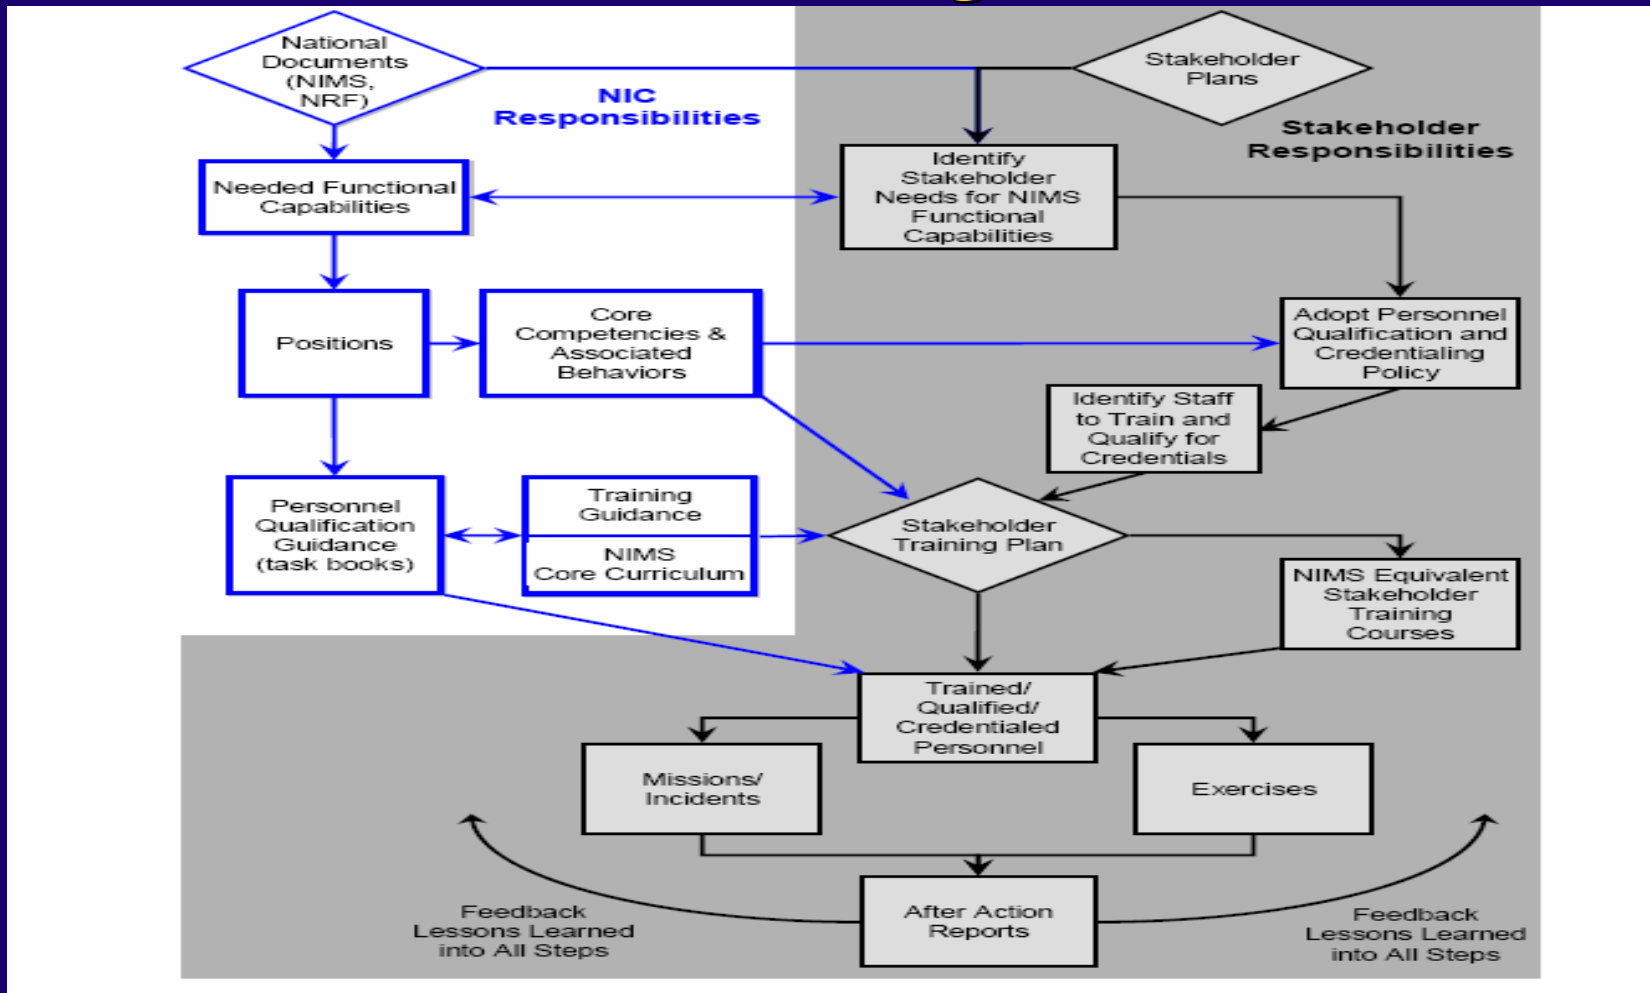 National
Documents
(NIMS,
NRF)
NIC
Responsibilities
Stakeholder
Plans
Stakeholder
Responsibilities
Needed Functional
Capabilities
Identify
Stakeholder
Needs for NIMS
Functional
Capabilities
Positions
Core
Competencies &
Associated
Behaviors
Adopt Personnel
Qualification and
Credentialing
Policy
Identify Staff
to Train and
Qualify for
Credentials
Personnel
Qualification
Guidance
(task books)
Training
Guidance
NIMS
Core Curriculum
Stakeholder
Training Plan
NIMS Equivalent
Stakeholder
Training
Courses
Trained/
Qualified/
Credentialed
Personnel
Missions/
Incidents
Exercises
After Action
Reports
Feedback
Lessons Learned
into All Steps
Feedback
Lessons Learned
into All Steps